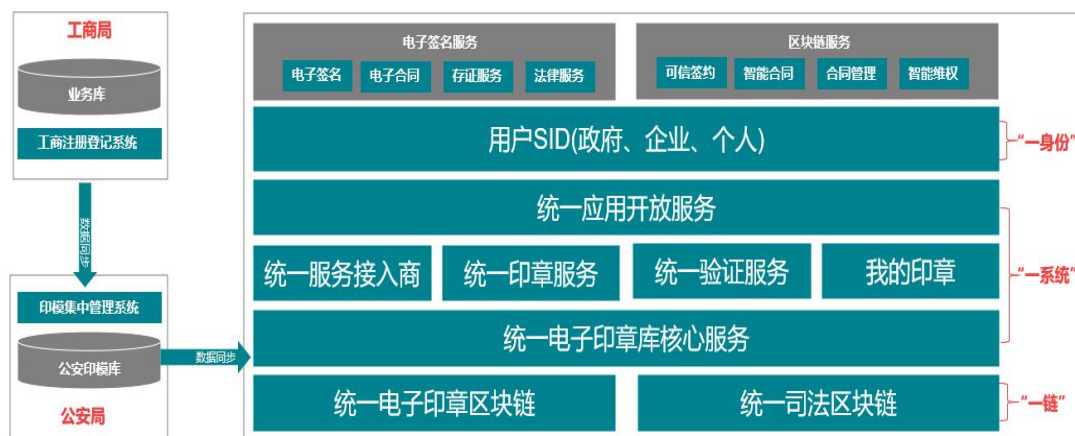 工商局
业务库
工商注册登记系统
数据同步
印模集中管理系统
公安印模库
公安局
数据同步
电子签名服务
电子签名
电子合同
存证服务
法律服务
区块链服务
可信签约
智能合同
合同管理
智能维权
用户SID(政府、企业、个人)
“一身份”
统一应用开放服务
统一服务接入商
统一印章服务
统一验证服务
我的印章
“一系统”
统一电子印章库核心服务
统一电子印章区块链
统一司法区块链
“一链”